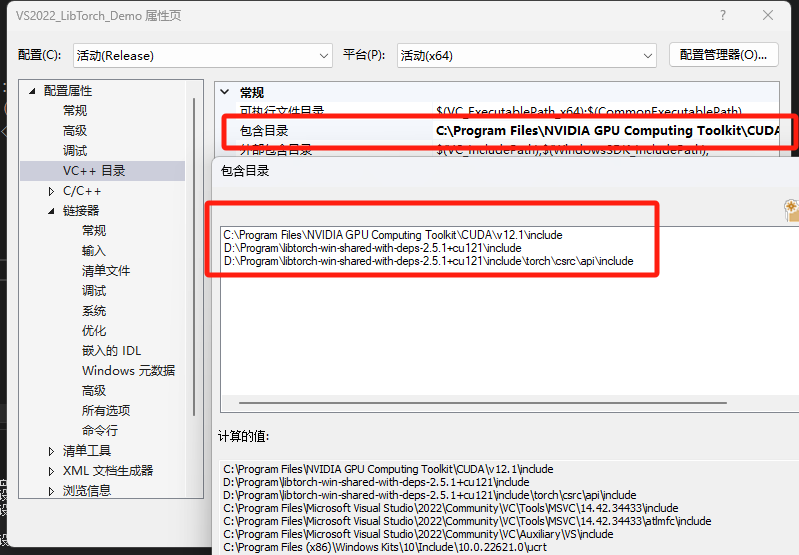 VS2022_LibTorch_Demo 属性页
配置(C):
活动(Release)
平台(P):
活动(x64)
配置管理器(O)...
配置属性
常规
高级
调试
VC++ 目录
C/C++
链接器
常规
输入
清单文件
调试
系统
优化
嵌入的 IDL
Windows 元数据
高级
所有选项
命令行
清单工具
XML 文档生成器
浏览信息
常规
可执行文件目录 $(VC_ExecutablePath_x64);$(CommonExecutablePath)
包含目录 C:\Program Files\NVIDIA GPU Computing Toolkit\CUDA
外部包含目录 $(VC_IncludePath);$(WindowsSDK_IncludePath);
包含目录
C:\Program Files\NVIDIA GPU Computing Toolkit\CUDA\v12.1\include
D:\Program\libtorch-win-shared-with-deps-2.5.1+cu121\include
D:\Program\libtorch-win-shared-with-deps-2.5.1+cu121\include\torch\csrc\api\include
计算的值:
C:\Program Files\NVIDIA GPU Computing Toolkit\CUDA\v12.1\include
D:\Program\libtorch-win-shared-with-deps-2.5.1+cu121\include
D:\Program\libtorch-win-shared-with-deps-2.5.1+cu121\include\torch\csrc\api\include
C:\Program Files\Microsoft Visual Studio\2022\Community\VC\Tools\MSVC\14.42.34433\include
C:\Program Files\Microsoft Visual Studio\2022\Community\VC\Tools\MSVC\14.42.34433\atlmfc\include
C:\Program Files\Microsoft Visual Studio\2022\Community\VC\Auxiliary\VS\include
C:\Program Files (x86)\Windows Kits\10\Include\10.0.22621.0\ucrt